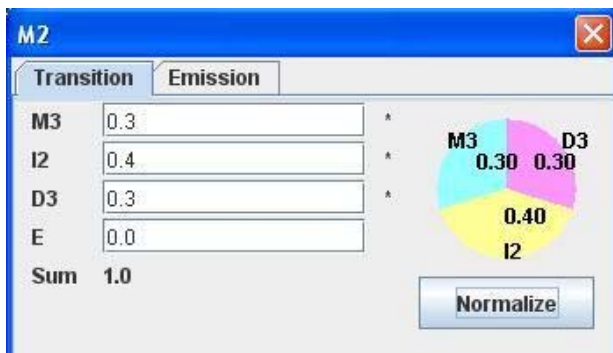 M2
Transition Emission
M3 0.3 *
I2 0.4 *
D3 0.3 *
E 0.0
Sum 1.0
M3 D3
0.30 0.30
0.40
I2
Normalize